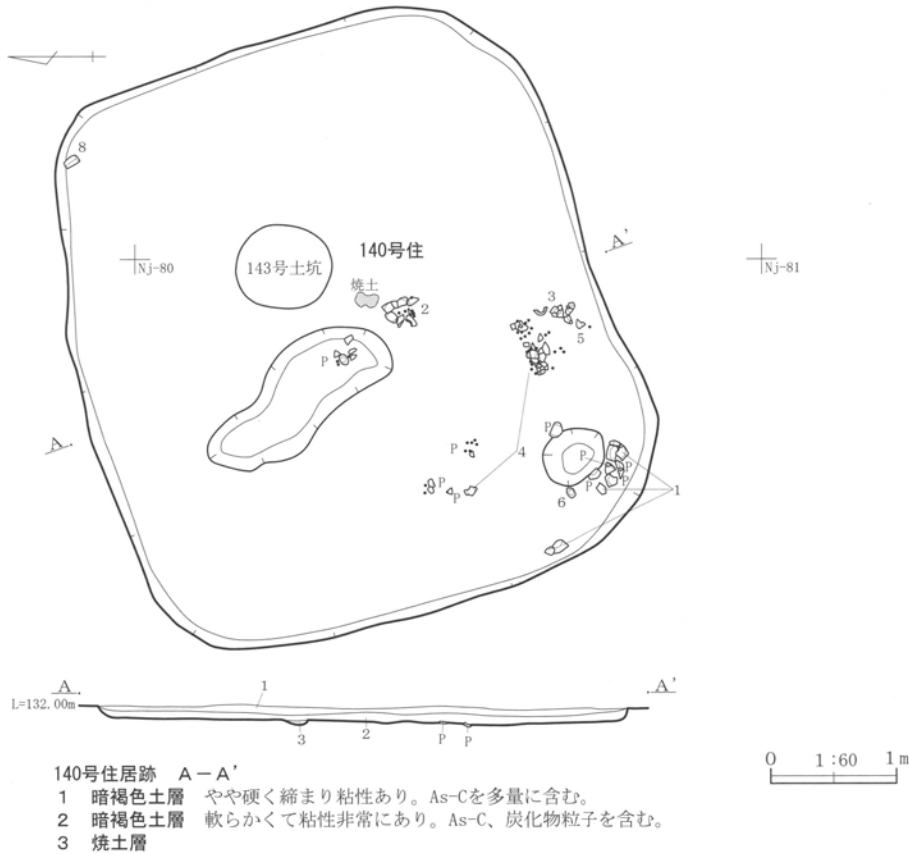 8
Nj-80
143号土坑
140号住
焼土
2
3
5
A'
Nj-81
P
A
P
4
P
P
P
P
P
P
P
6
1
A
A'
L=132.00m
1
3
2
P
P
0 1:60 1m
140号住居跡 A-A'
1 暗褐色土層 やや硬く締まり粘性あり。As-Cを多量に含む。
2 暗褐色土層 軟らかくて粘性非常にあり。As-C、炭化物粒子を含む。
3 焼土層